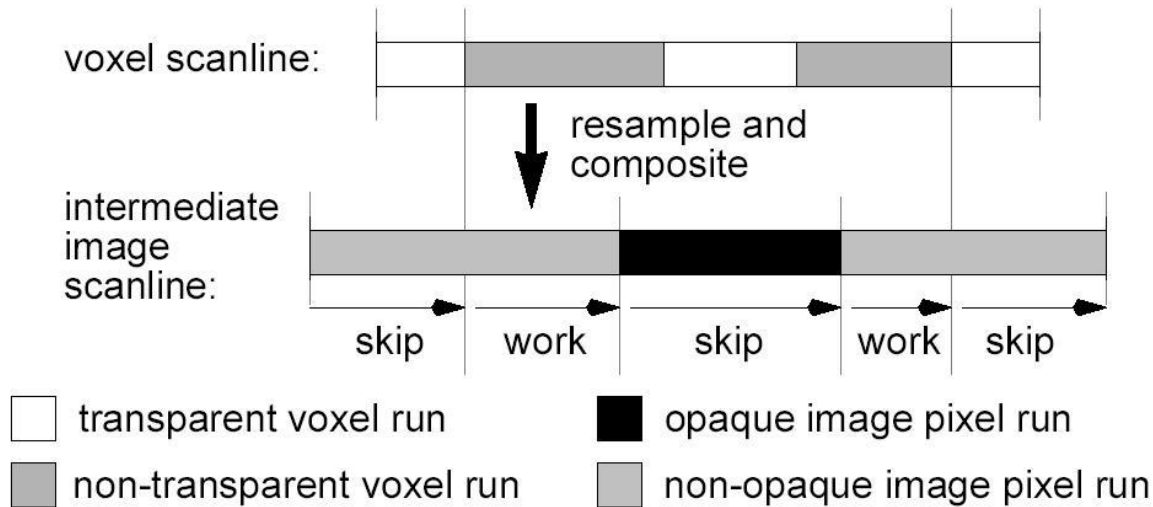 voxel scanline:
resample and
composite
intermediate
image
scanline:
skip work skip work skip
transparent voxel run
opaque image pixel run
non-transparent voxel run
non-opaque image pixel run